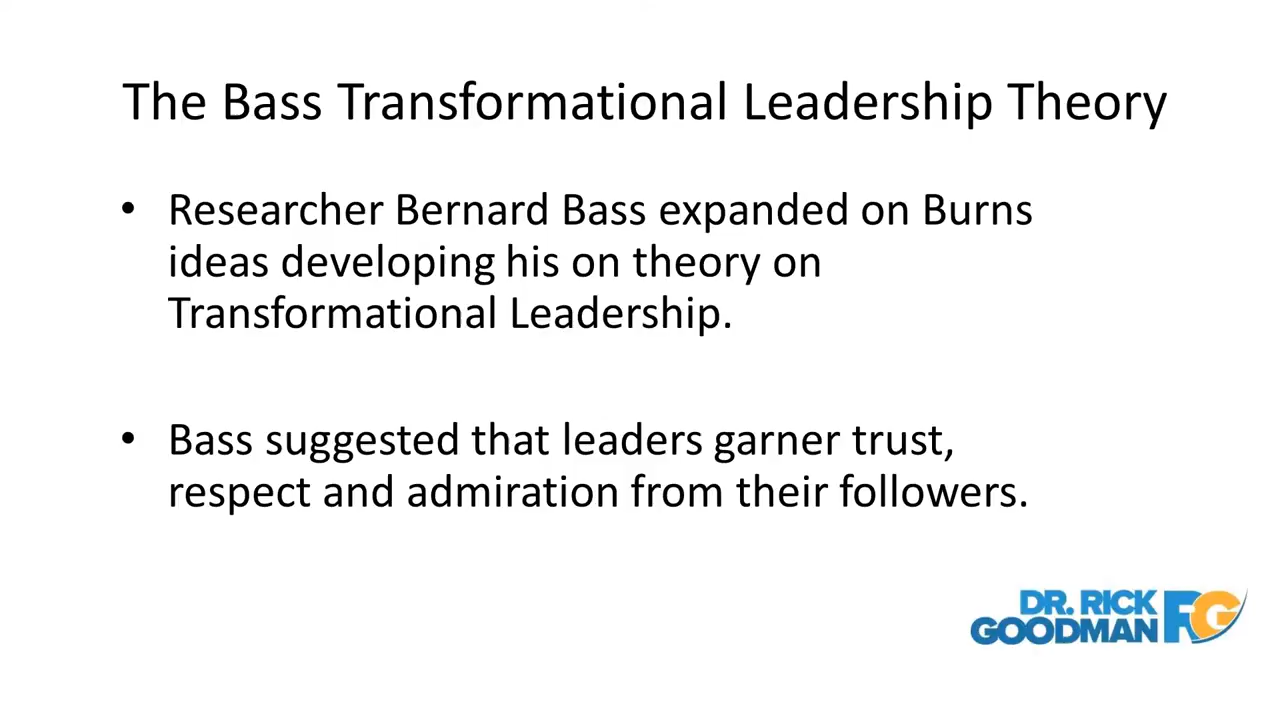 The Bass Transformational Leadership Theory
• Researcher Bernard Bass expanded on Burns
ideas developing his on theory on
Transformational Leadership.
• Bass suggested that leaders garner trust,
respect and admiration from their followers.
DR. RICK
GOODMAN RG